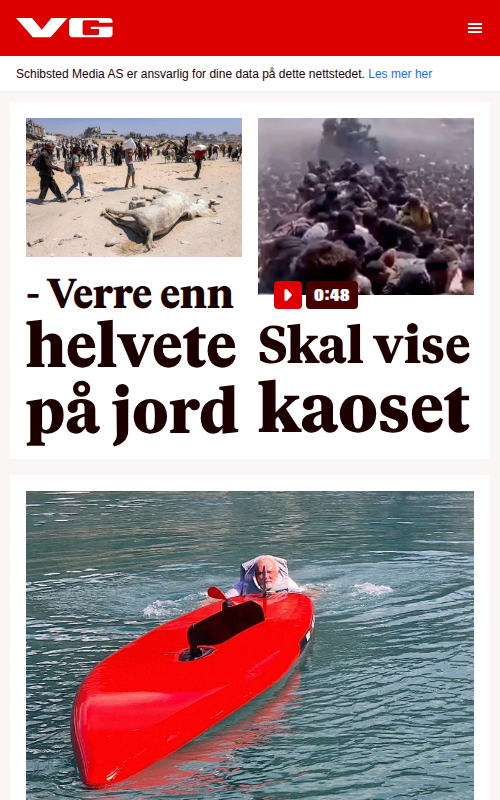 VG
Schibsted Media AS er ansvarlig for dine data på dette nettstedet. Les mer her
- Verre enn
helvete
på jord
0:48
Skal vise
kaoset